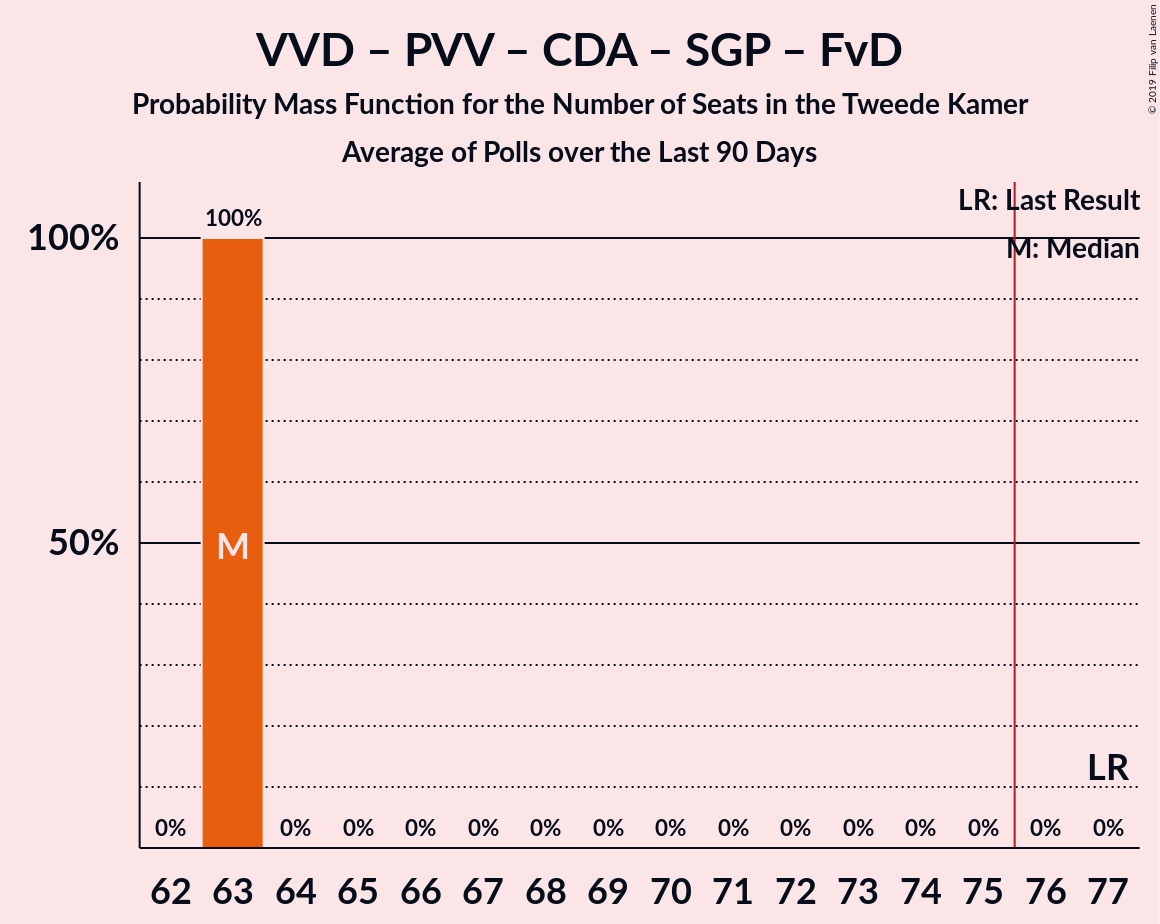 VVD – PVV – CDA – SGP – FvD
Probability Mass Function for the Number of Seats in the Tweede Kamer
Average of Polls over the Last 90 Days
© 2019 Filip van Laenen
LR: Last Result
M: Median
100%
100%
50%
M
LR
0% 0% 0% 0% 0% 0% 0% 0% 0% 0% 0% 0% 0% 0% 0%
62 63 64 65 66 67 68 69 70 71 72 73 74 75 76 77